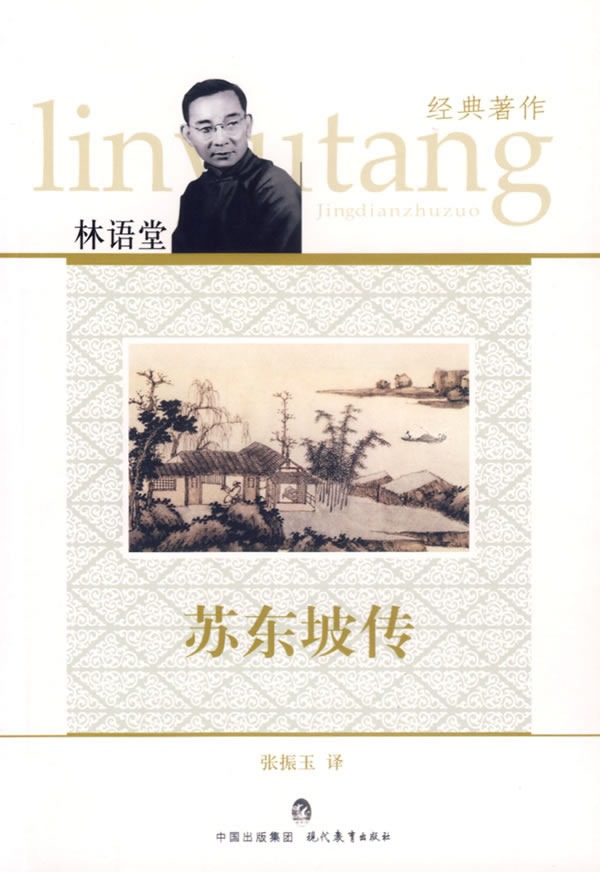 经典著作
linyutang
Jingdianzhuzuo
林语堂
苏东坡传
张振玉 译
中国出版集团 现代教育出版社